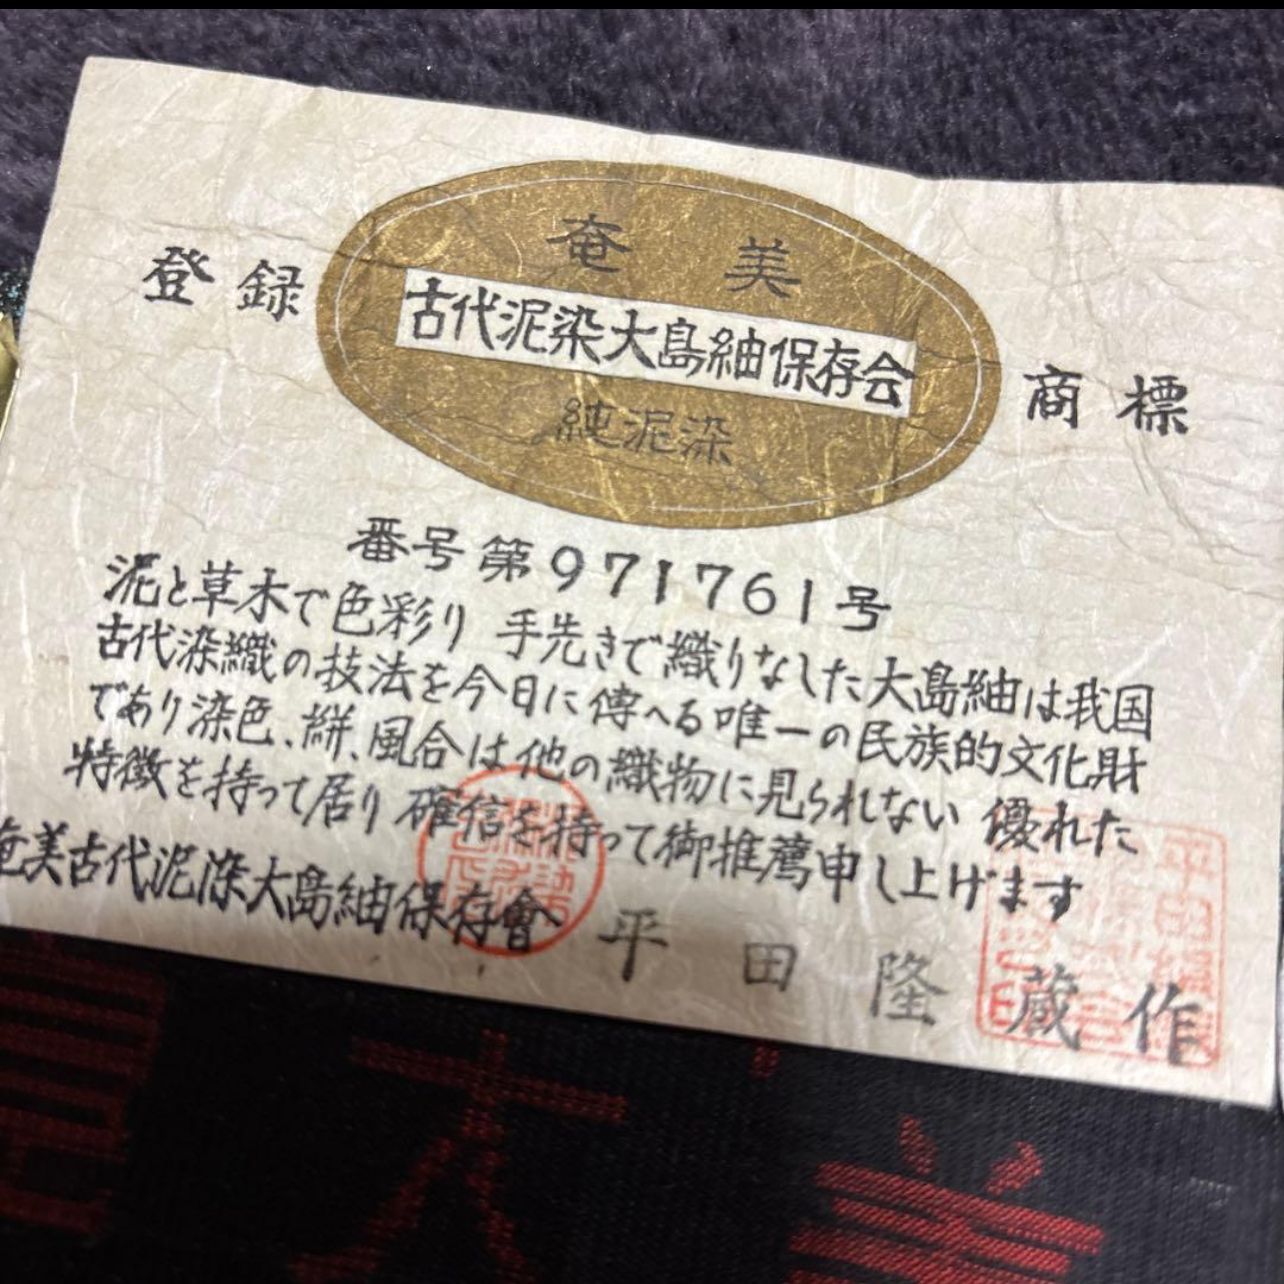 登録 商標
奄美
古代泥染大島紬保存会
純泥染
番号第971761号
泥と草木で色彩り 手先きで織りなした大島紬は我国
古代染織の技法を今日に傳へる唯一の民族的文化財
であり染色、絣、風合は他の織物に見られない 優れた
特徴を持って居り 確信を持って御推薦申し上げます
奄美古代泥染大島紬保存會 平田隆蔵作
大 美